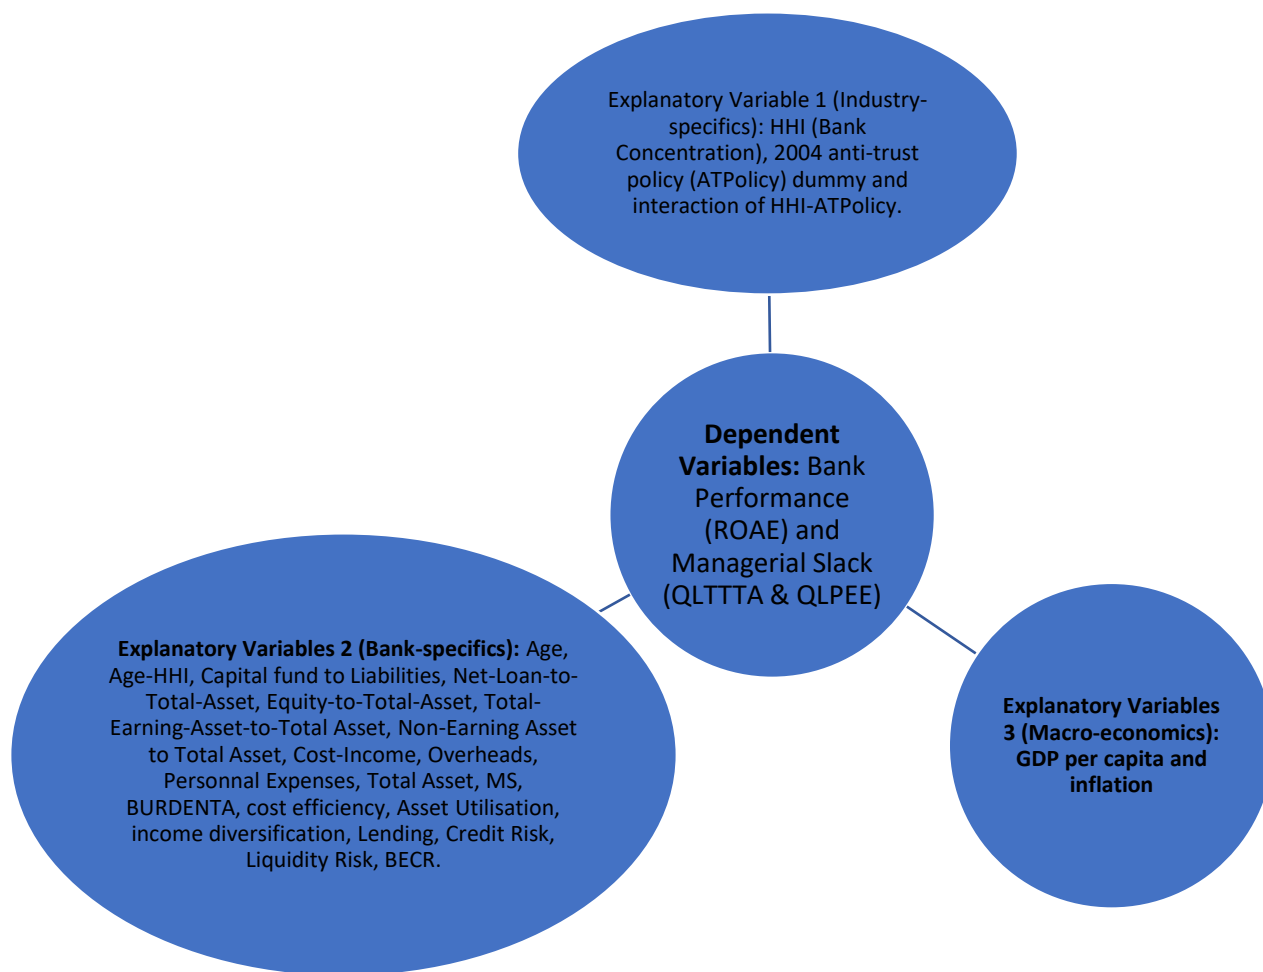 Explanatory Variable 1 (Industry-
specifics): HHI (Bank
Concentration), 2004 anti-trust
policy (ATPolicy) dummy and
interaction of HHI-ATPolicy.
Dependent
Variables: Bank
Performance
(ROAE) and
Managerial Slack
(QLTTTA & QLPEE)
Explanatory Variables 2 (Bank-specifics): Age,
Age-HHI, Capital fund to Liabilities, Net-Loan-to-
Total-Asset, Equity-to-Total-Asset, Total-
Earning-Asset-to-Total Asset, Non-Earning Asset
to Total Asset, Cost-Income, Overheads,
Personnal Expenses, Total Asset, MS,
BURDENTA, cost efficiency, Asset Utilisation,
income diversification, Lending, Credit Risk,
Liquidity Risk, BECR.
Explanatory Variables
3 (Macro-economics):
GDP per capita and
inflation